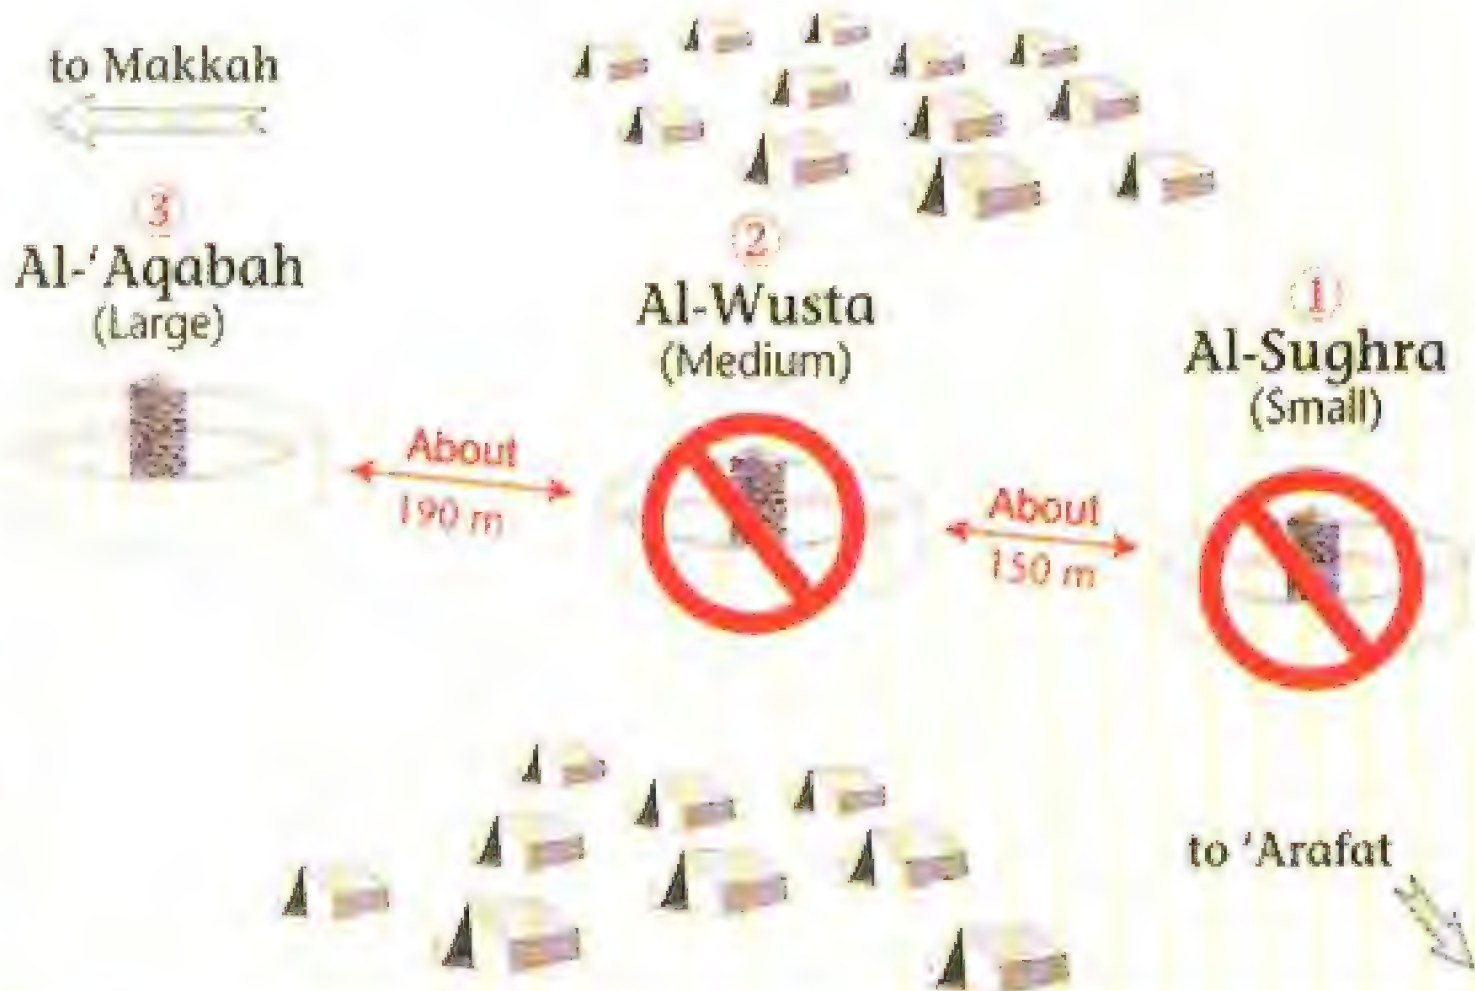 to Makkah
3
Al-'Aqabah
(Large)
2
Al-Wusta
(Medium)
1
Al-Sughra
(Small)
About
190 m
About
150 m
to 'Arafat